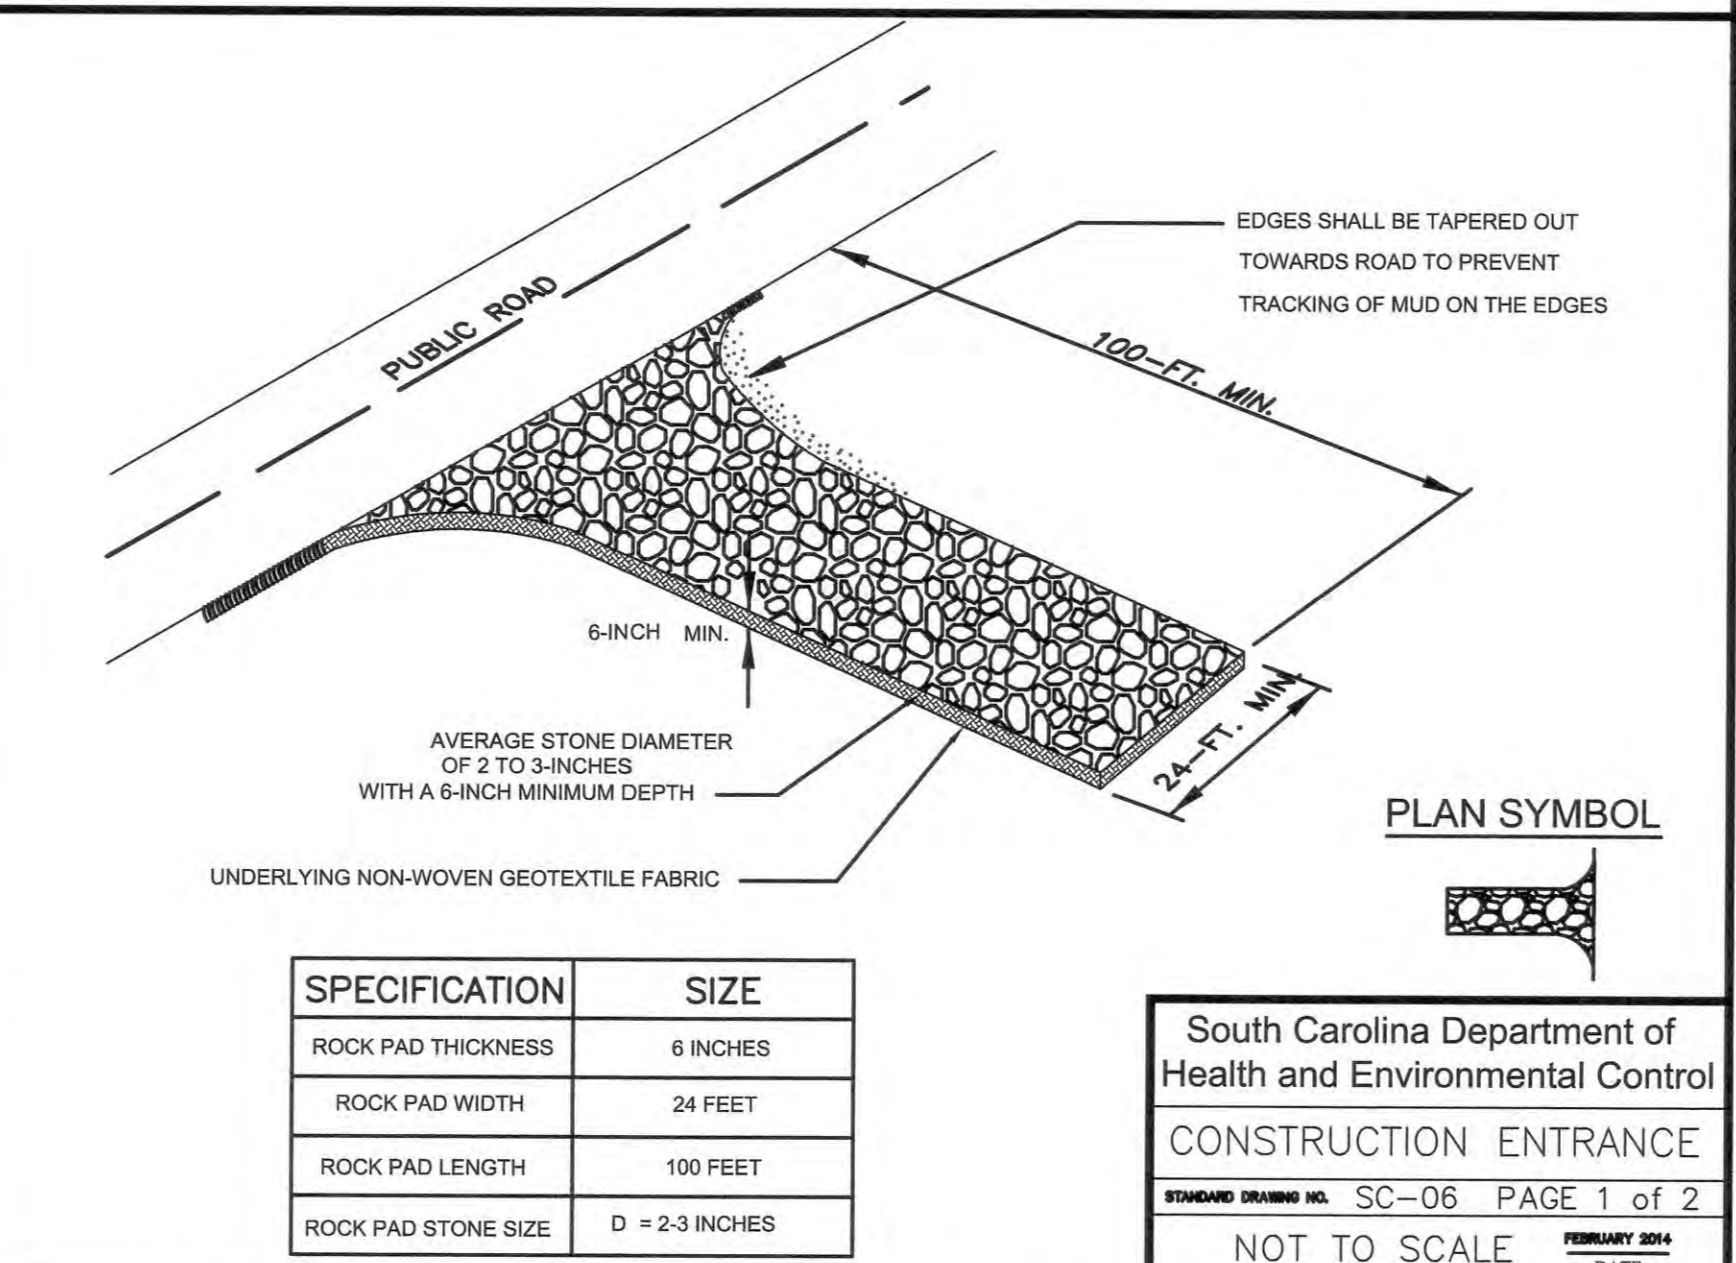 PUBLIC ROAD
EDGES SHALL BE TAPERED OUT
TOWARDS ROAD TO PREVENT
TRACKING OF MUD ON THE EDGES
100-FT. MIN.
6-INCH MIN.
24-FT. MIN.
AVERAGE STONE DIAMETER
OF 2 TO 3-INCHES
WITH A 6-INCH MINIMUM DEPTH
UNDERLYING NON-WOVEN GEOTEXTILE FABRIC
PLAN SYMBOL
SPECIFICATION SIZE
ROCK PAD THICKNESS 6 INCHES
ROCK PAD WIDTH 24 FEET
ROCK PAD LENGTH 100 FEET
ROCK PAD STONE SIZE D = 2-3 INCHES
South Carolina Department of
Health and Environmental Control
CONSTRUCTION ENTRANCE
STANDARD DRAWING NO. SC-06 PAGE 1 of 2
NOT TO SCALE FEBRUARY 2014
DATE